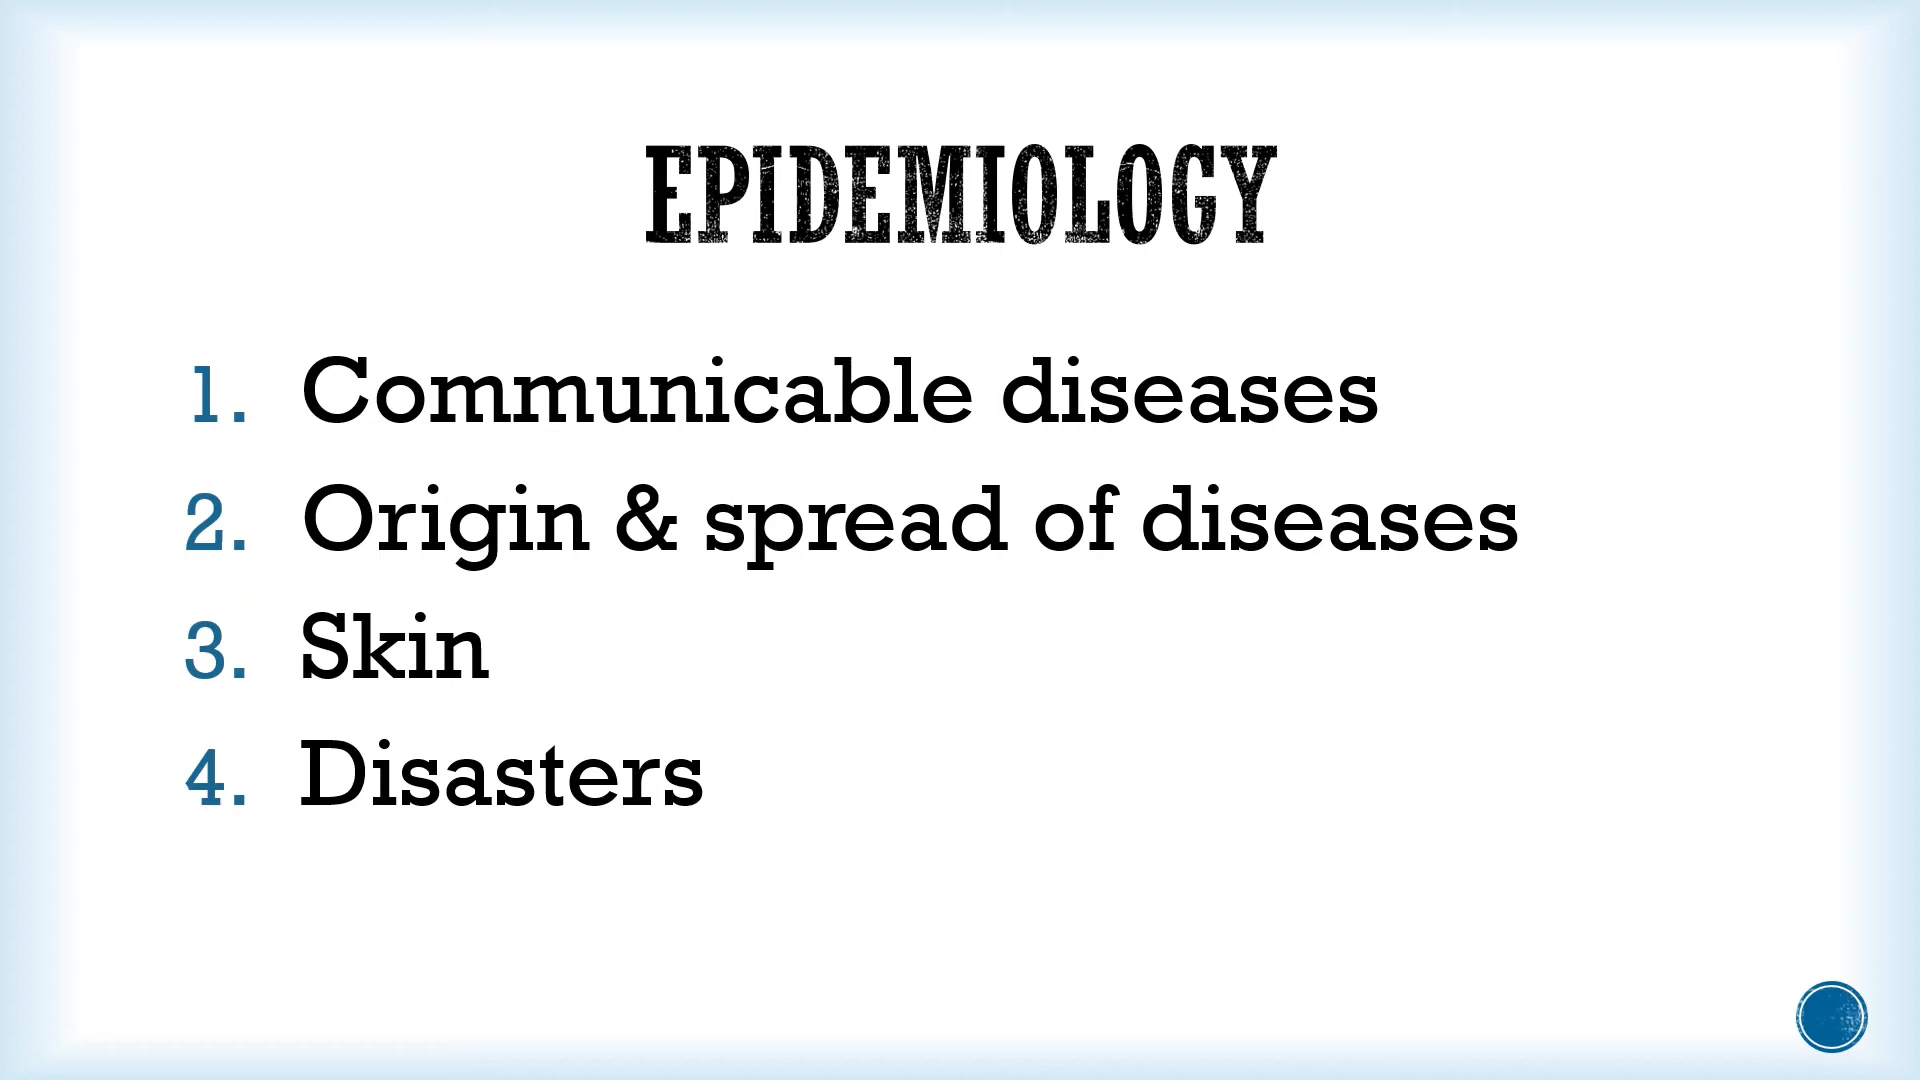 EPIDEMIOLOGY
1. Communicable diseases
2. Origin & spread of diseases
3. Skin
4. Disasters